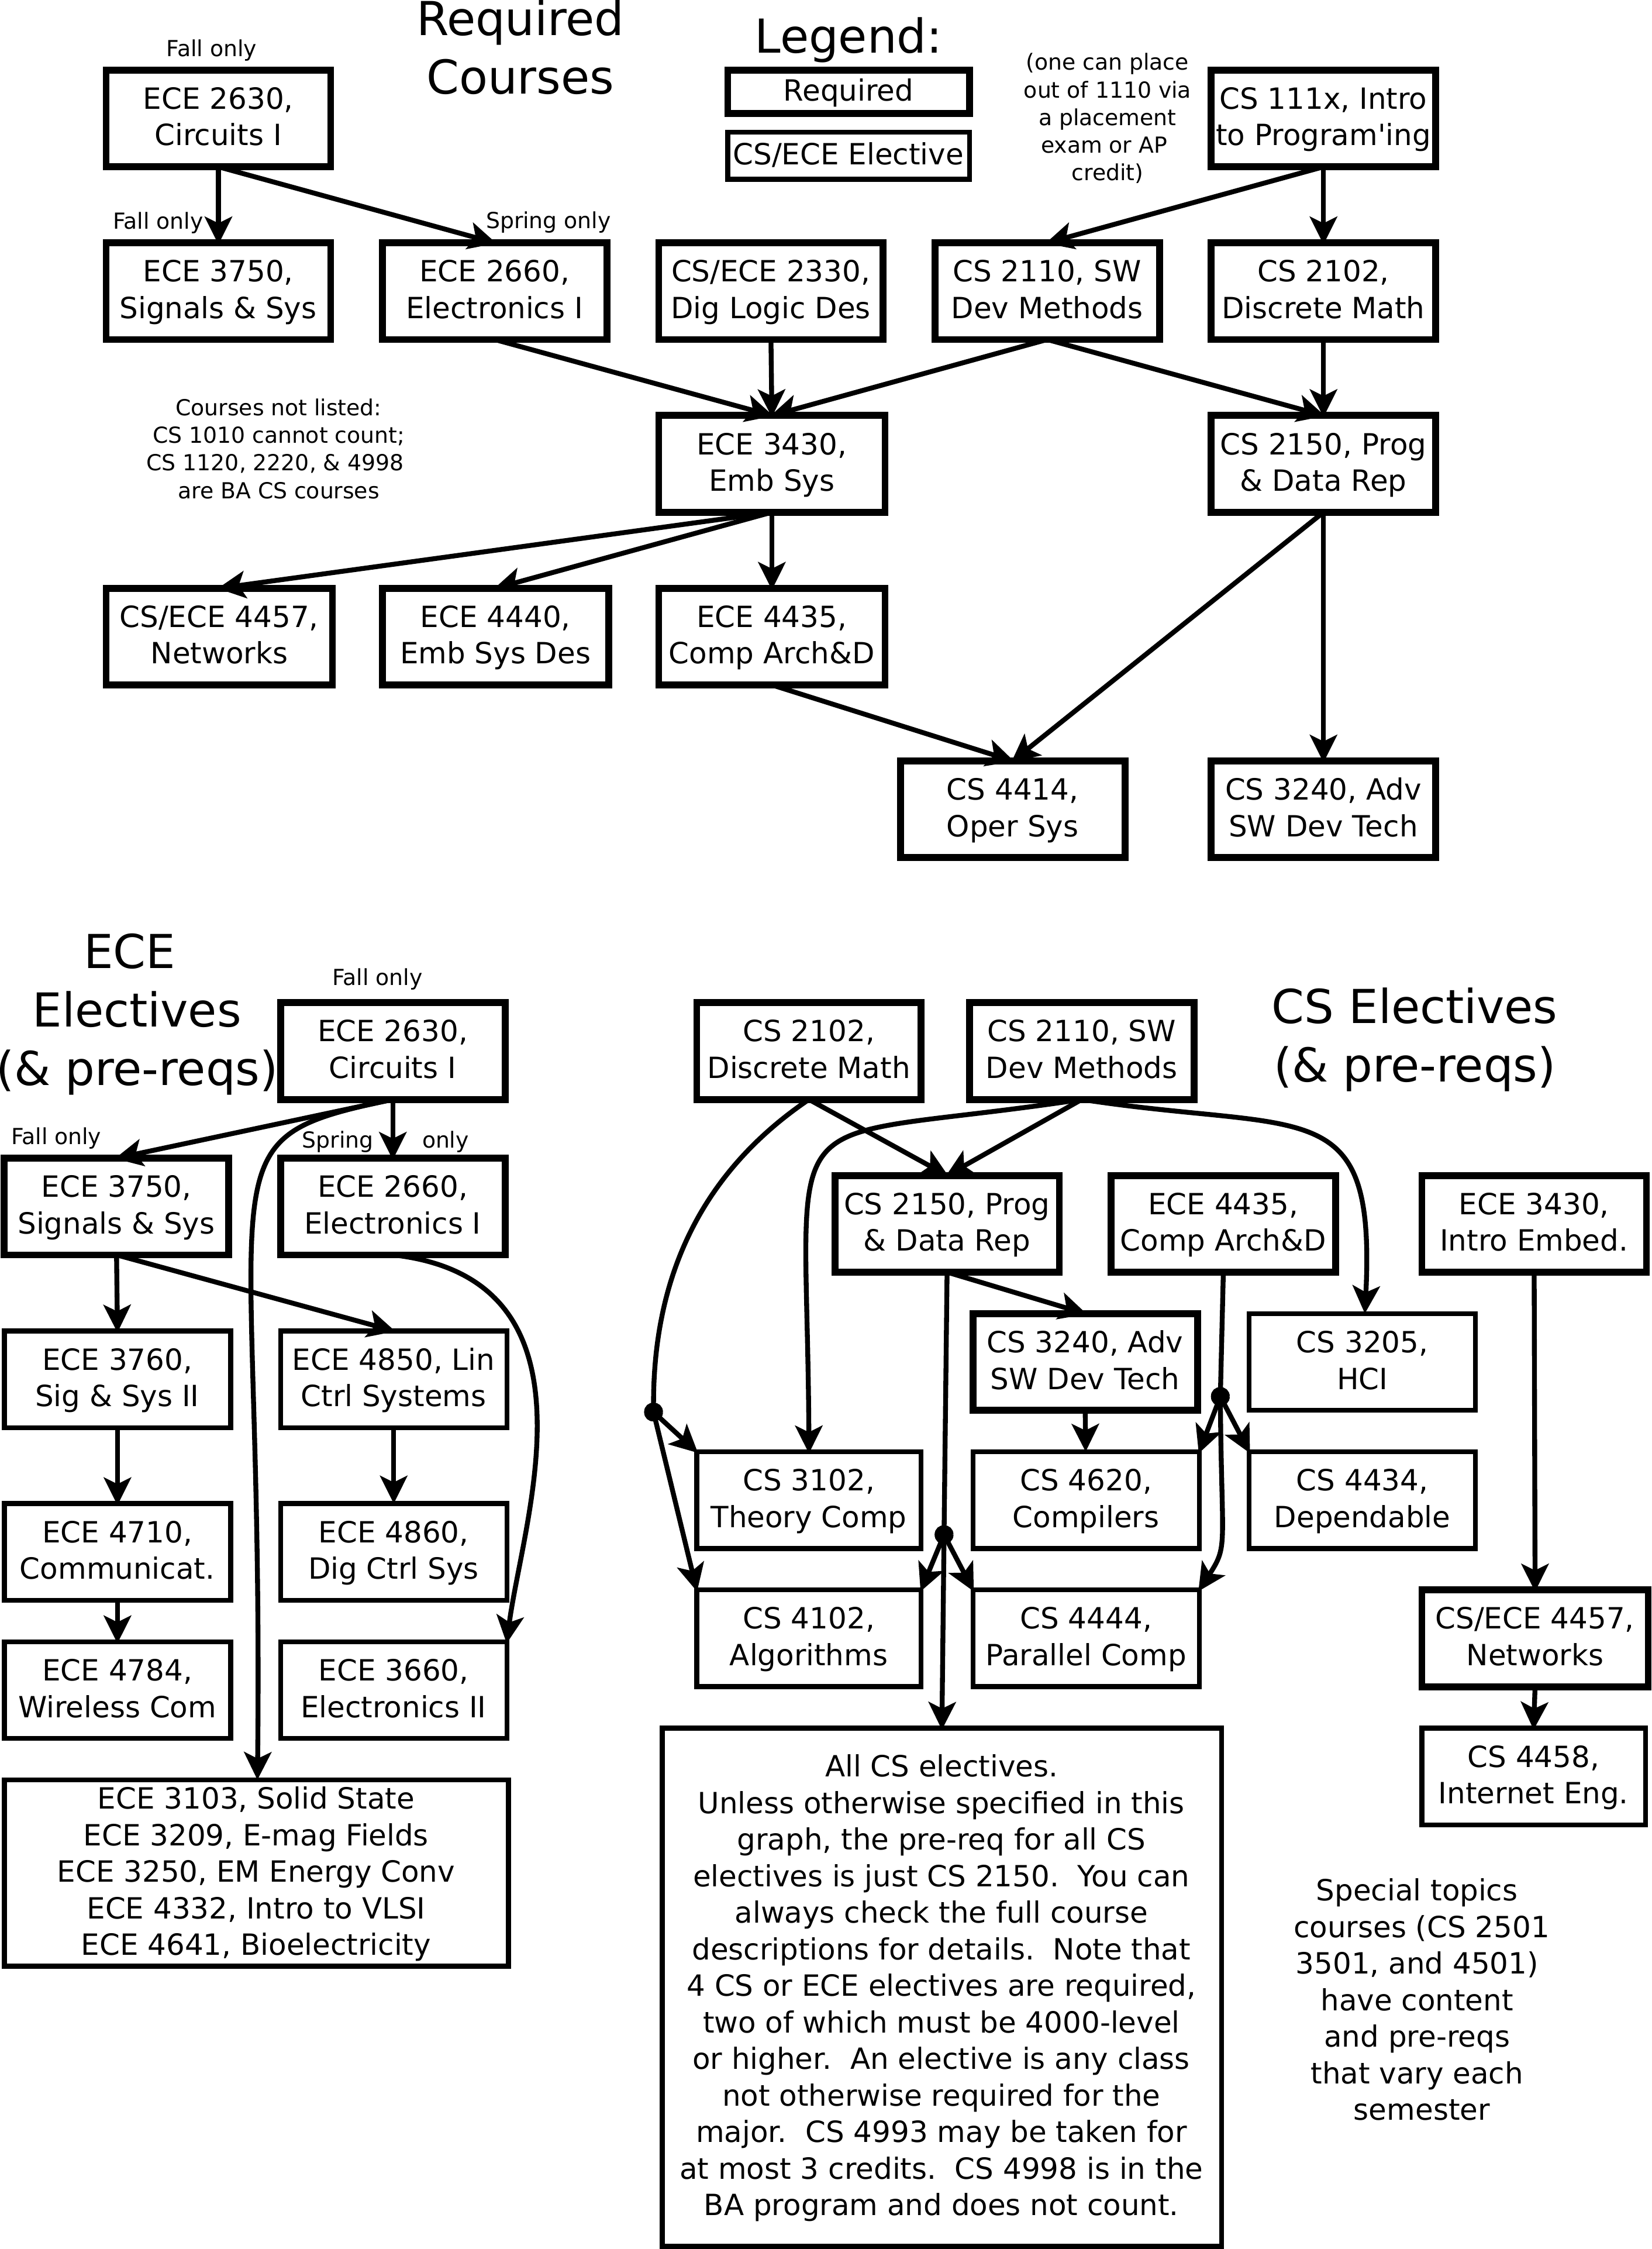 Required
Courses
Legend:
Required
CS/ECE Elective
(one can place
out of 1110 via
a placement
exam or AP
credit)
Fall only
ECE 2630,
Circuits I
CS 111x, Intro
to Program'ing
Fall only
ECE 3750,
Signals & Sys
Spring only
ECE 2660,
Electronics I
CS/ECE 2330,
Dig Logic Des
CS 2110, SW
Dev Methods
CS 2102,
Discrete Math
Courses not listed:
CS 1010 cannot count;
CS 1120, 2220, & 4998
are BA CS courses
ECE 3430,
Emb Sys
CS 2150, Prog
& Data Rep
CS/ECE 4457,
Networks
ECE 4440,
Emb Sys Des
ECE 4435,
Comp Arch&D
CS 4414,
Oper Sys
CS 3240, Adv
SW Dev Tech
ECE
Electives
(& pre-reqs)
Fall only
ECE 2630,
Circuits I
Fall only
ECE 3750,
Signals & Sys
Spring only
ECE 2660,
Electronics I
ECE 3760,
Sig & Sys II
ECE 4850, Lin
Ctrl Systems
ECE 4710,
Communicat.
ECE 4860,
Dig Ctrl Sys
ECE 4784,
Wireless Com
ECE 3660,
Electronics II
ECE 3103, Solid State
ECE 3209, E-mag Fields
ECE 3250, EM Energy Conv
ECE 4332, Intro to VLSI
ECE 4641, Bioelectricity
CS Electives
(& pre-reqs)
CS 2102,
Discrete Math
CS 2110, SW
Dev Methods
CS 2150, Prog
& Data Rep
ECE 4435,
Comp Arch&D
ECE 3430,
Intro Embed.
CS 3240, Adv
SW Dev Tech
CS 3205,
HCI
CS 3102,
Theory Comp
CS 4620,
Compilers
CS 4434,
Dependable
CS 4102,
Algorithms
CS 4444,
Parallel Comp
CS/ECE 4457,
Networks
CS 4458,
Internet Eng.
All CS electives.
Unless otherwise specified in this
graph, the pre-req for all CS
electives is just CS 2150.  You can
always check the full course
descriptions for details.  Note that
4 CS or ECE electives are required,
two of which must be 4000-level
or higher.  An elective is any class
not otherwise required for the
major.  CS 4993 may be taken for
at most 3 credits.  CS 4998 is in the
BA program and does not count.
Special topics
courses (CS 2501
3501, and 4501)
have content
and pre-reqs
that vary each
semester